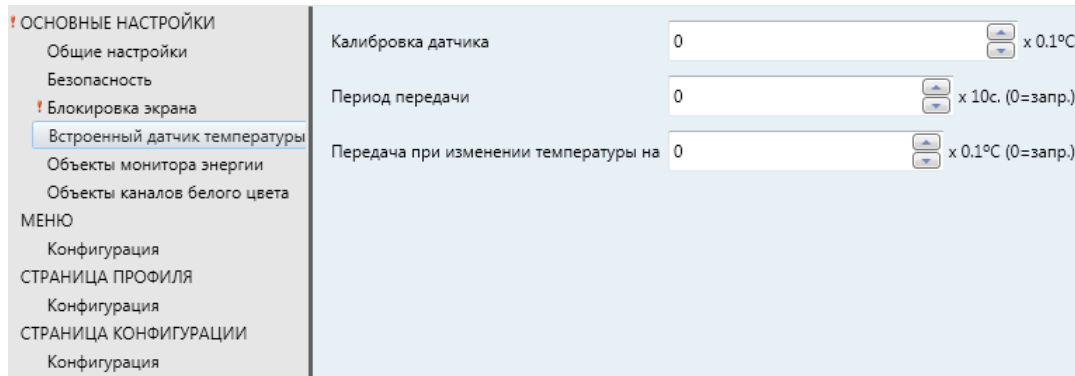 ! ОСНОВНЫЕ НАСТРОЙКИ
Общие настройки
Безопасность
! Блокировка экрана
Встроенный датчик температуры
Объекты монитора энергии
Объекты каналов белого цвета
МЕНЮ
Конфигурация
СТРАНИЦА ПРОФИЛЯ
Конфигурация
СТРАНИЦА КОНФИГУРАЦИИ
Конфигурация
Калибровка датчика 0 x 0.1ºC
Период передачи 0 x 10с. (0=запр.)
Передача при изменении температуры на 0 x 0.1ºC (0=запр.)